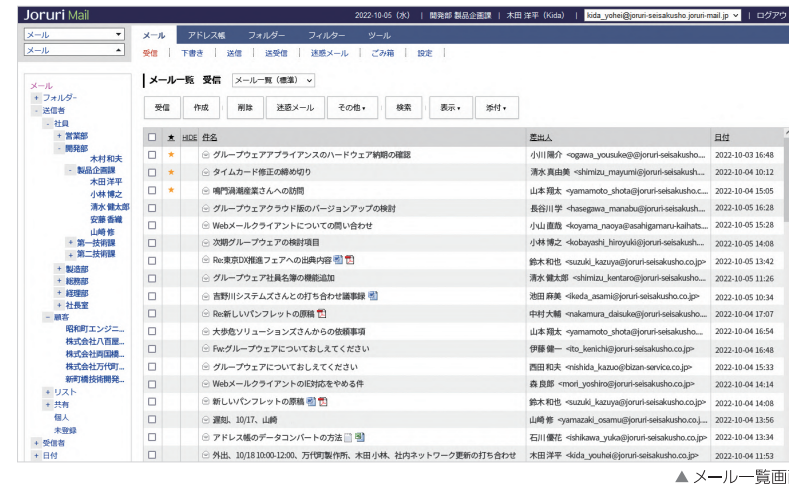 Joruri Mail
2022-10-05（水） | 開発部 製品企画課 | 木田 洋平（Kida） | kida_yohei@joruri-seisakusho.joruri-mail.jp | ログアウ
メール
メール
メール アドレス帳 フォルダー フィルター ツール
受信 | 下書き | 送信 | 送受信 | 迷惑メール | ごみ箱 | 設定 |
メール一覧 受信 メール一覧（標準）
受信 作成 削除 迷惑メール その他 検索 表示 添付
メール
+ フォルダー
- 送信者
- 社員
+ 営業部
- 開発部
木村和夫
- 製品企画課
木田洋平
小林博之
清水健太郎
安藤香織
山崎修
+ 第一技術課
+ 第二技術課
+ 製造部
+ 総務部
+ 経理部
+ 社長室
- 顧客
昭和町エンジニ...
株式会社八百屋...
株式会社両国橋...
株式会社万代町...
新町橋技術開発...
+ リスト
+ 共有
個人
未登録
+ 受信者
+ 日付
★ HIDE 件名 差出人 日付
★ グループウェアアプライアンスのハードウェア納期の確認 小川陽介 <ogawa_yousuke@@joruri-seisakusho.... 2022-10-03 16:48
★ タイムカード修正の締め切り 清水真由美 <shimizu_mayumi@joruri-seisakush.... 2022-10-04 10:12
★ 鳴門渦潮産業さんへの訪問 山本翔太 <yamamoto_shota@joruri-seisakusho.c... 2022-10-04 15:05
グループウェアクラウド版のバージョンアップの検討 長谷川学 <hasegawa_manabu@joruri-seisakusho.... 2022-10-05 16:28
Webメールクライアントについての問い合わせ 小山直哉 <koyama_naoya@asahigamaru-kaihats.... 2022-10-05 15:28
次期グループウェアの検討項目 小林博之 <kobayashi_hiroyuki@joruri-seisakush.... 2022-10-05 14:08
Re:東京DX推進フェアへの出典内容 鈴木和也 <suzuki_kazuya@joruri-seisakusho.co.jp> 2022-10-05 13:42
グループウェア社員名簿の機能追加 清水健太郎 <shimizu_kentaro@joruri-seisakusho.... 2022-10-05 11:26
吉野川システムズさんとの打ち合わせ議事録 池田麻美 <ikeda_asami@joruri-seisakusho.co.jp> 2022-10-05 10:34
Re:新しいパンフレットの原稿 中村大輔 <nakamura_daisuke@joruri-seisakusho.... 2022-10-04 17:07
大歩危ソリューションズさんからの依頼事項 山本翔太 <yamamoto_shota@joruri-seisakusho.... 2022-10-04 16:54
Fw:グループウェアについておしえてください 伊藤健一 <ito_kenichi@joruri-seisakusho.co.jp> 2022-10-04 16:48
グループウェアについておしえてください 西田和夫 <nishida_kazuo@bizan-service.co.jp> 2022-10-04 15:33
WebメールクライアントのIE対応をやめる件 森良郎 <mori_yoshiro@joruri-seisakusho.co.jp> 2022-10-04 14:14
新しいパンフレットの原稿 鈴木和也 <suzuki_kazuya@joruri-seisakusho.co.jp> 2022-10-04 14:08
遅刻、10/17、山崎 山崎修 <yamazaki_osamu@joruri-seisakusho.co.j.... 2022-10-04 13:56
アドレス帳のデータコンバートの方法 石川優花 <ishikawa_yuka@joruri-seisakusho.co.jp> 2022-10-04 13:34
外出、10/18 10:00-12:00、万代町製作所、木田 小林、社内ネットワーク更新の打ち合わせ 木田洋平 <kida_youhei@joruri-seisakusho.co.jp> 2022-10-04 11:53
▲ メール一覧画